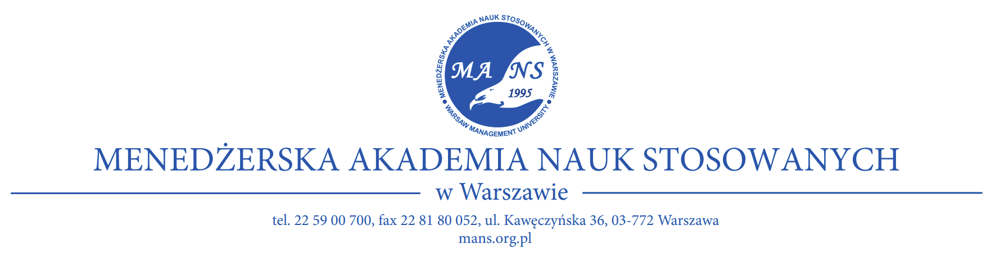 MENEDŻERSKA AKADEMIA NAUK STOSOWANYCH W WARSZAWIE
MA NS
1995
• WARSAW MANAGEMENT UNIVERSITY •
MENEDŻERSKA AKADEMIA NAUK STOSOWANYCH
w Warszawie
tel. 22 59 00 700, fax 22 81 80 052, ul. Kawęczyńska 36, 03-772 Warszawa
mans.org.pl